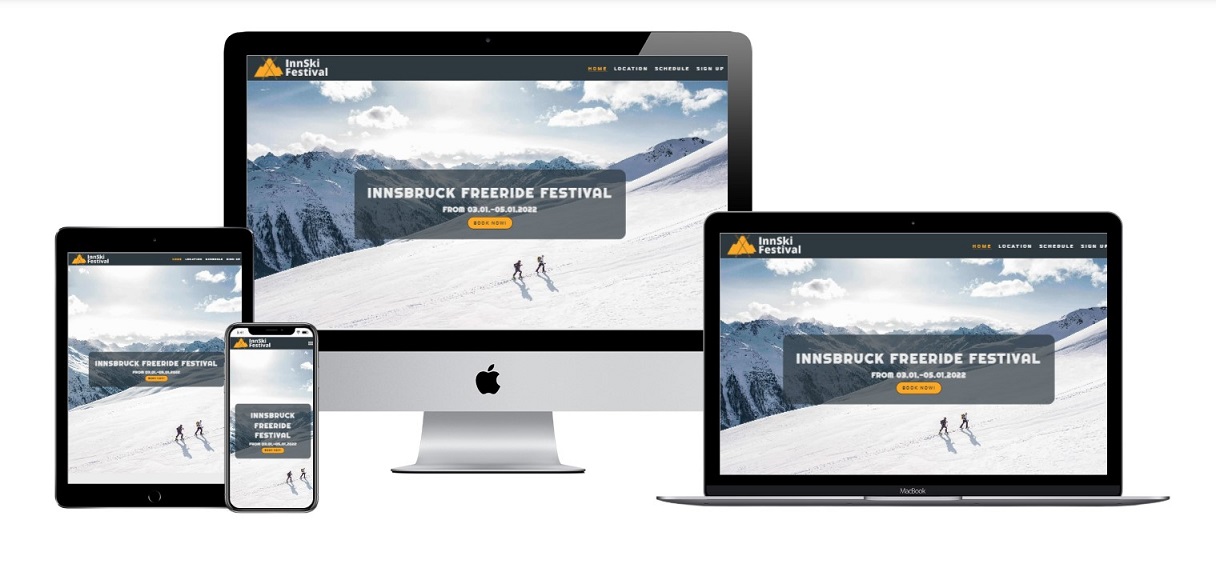 InnSki
Festival
HOME LOCATION SCHEDULE SIGN UP
INNSBRUCK FREERIDE FESTIVAL
FROM 03.01.-05.01.2022
BOOK NOW!
InnSki
Festival
HOME LOCATION SCHEDULE SIGN UP
INNSBRUCK FREERIDE FESTIVAL
FROM 03.01.-05.01.2022
BOOK NOW!
MacBook
InnSki
Festival
HOME LOCATION SCHEDULE SIGN UP
INNSBRUCK FREERIDE FESTIVAL
FROM 03.01.-05.01.2022
BOOK NOW!
InnSki
Festival
INNSBRUCK
FREERIDE
FESTIVAL
FROM 03.01.-05.01.2022
BOOK NOW!